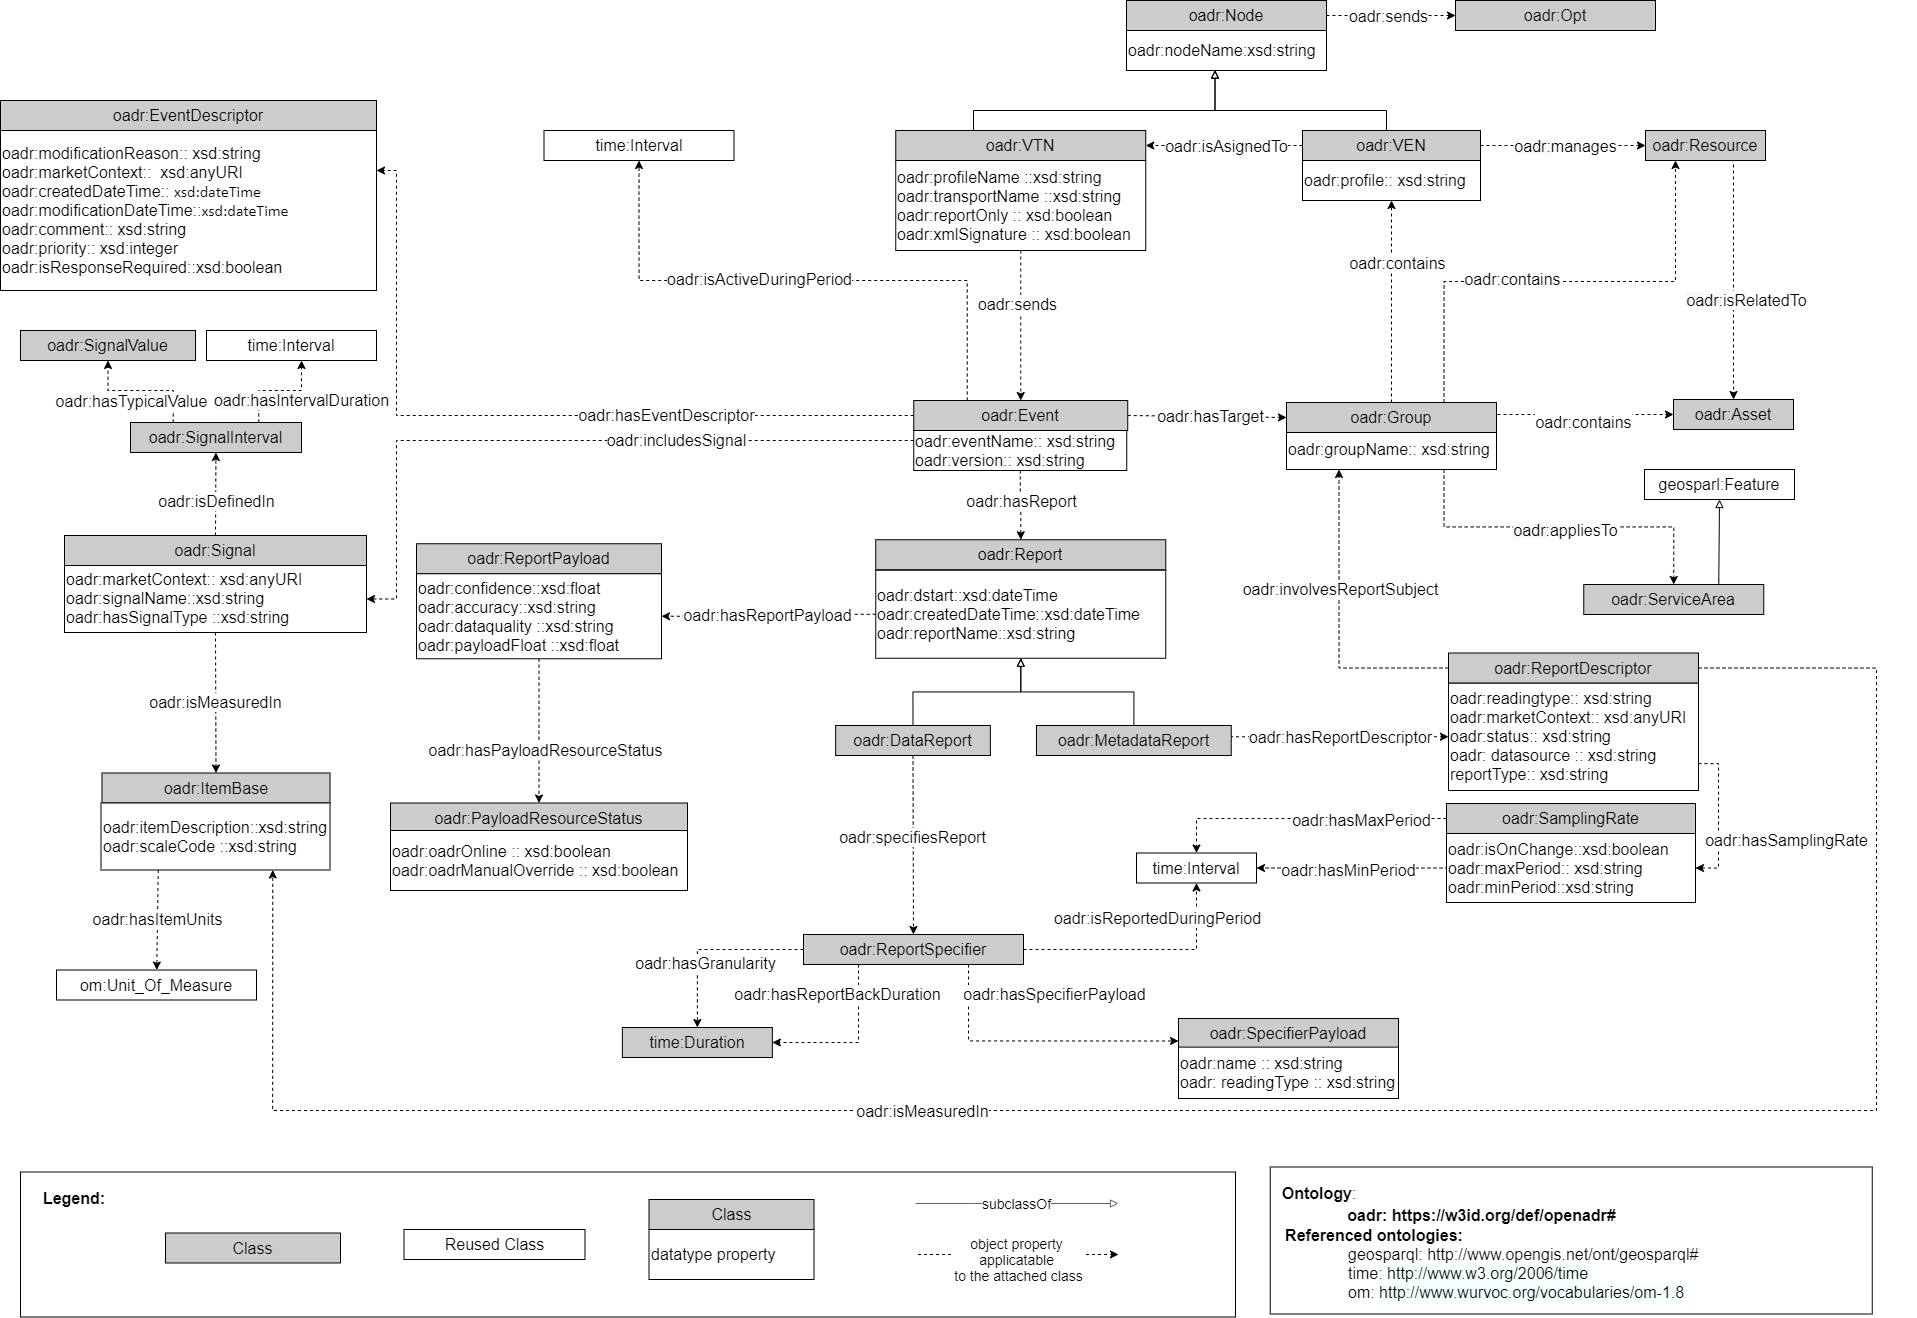 oadr:Node
oadr:nodeName:xsd:string
oadr:sends
oadr:Opt
oadr:EventDescriptor
oadr:modificationReason:: xsd:string
oadr:marketContext:: xsd:anyURI
oadr:createdDateTime:: xsd:dateTime
oadr:modificationDateTime::xsd:dateTime
oadr:comment:: xsd:string
oadr:priority:: xsd:integer
oadr:isResponseRequired::xsd:boolean
time:Interval
oadr:VTN
oadr:profileName ::xsd:string
oadr:transportName ::xsd:string
oadr:reportOnly :: xsd:boolean
oadr:xmlSignature :: xsd:boolean
oadr:isAsignedTo
oadr:VEN
oadr:profile:: xsd:string
oadr:manages
oadr:Resource
oadr:isActiveDuringPeriod
oadr:sends
oadr:contains
oadr:contains
oadr:isRelatedTo
oadr:SignalValue
time:Interval
oadr:hasTypicalValue
oadr:hasIntervalDuration
oadr:SignalInterval
oadr:hasEventDescriptor
oadr:includesSignal
oadr:Event
oadr:eventName:: xsd:string
oadr:version:: xsd:string
oadr:hasTarget
oadr:Group
oadr:groupName:: xsd:string
oadr:contains
oadr:Asset
oadr:isDefinedIn
oadr:hasReport
geosparl:Feature
oadr:appliesTo
oadr:ServiceArea
oadr:Signal
oadr:marketContext:: xsd:anyURI
oadr:signalName::xsd:string
oadr:hasSignalType ::xsd:string
oadr:ReportPayload
oadr:confidence::xsd:float
oadr:accuracy::xsd:string
oadr:dataquality ::xsd:string
oadr:payloadFloat ::xsd:float
oadr:hasReportPayload
oadr:Report
oadr:dstart::xsd:dateTime
oadr:createdDateTime::xsd:dateTime
oadr:reportName::xsd:string
oadr:involvesReportSubject
oadr:isMeasuredIn
oadr:hasPayloadResourceStatus
oadr:DataReport
oadr:MetadataReport
oadr:hasReportDescriptor
oadr:ReportDescriptor
oadr:readingtype:: xsd:string
oadr:marketContext:: xsd:anyURI
oadr:status:: xsd:string
oadr: datasource :: xsd:string
reportType:: xsd:string
oadr:ItemBase
oadr:itemDescription::xsd:string
oadr:scaleCode ::xsd:string
oadr:PayloadResourceStatus
oadr:oadrOnline :: xsd:boolean
oadr:oadrManualOverride :: xsd:boolean
oadr:specifiesReport
oadr:hasMaxPeriod
time:Interval
oadr:hasMinPeriod
oadr:SamplingRate
oadr:isOnChange::xsd:boolean
oadr:maxPeriod:: xsd:string
oadr:minPeriod::xsd:string
oadr:hasSamplingRate
oadr:hasItemUnits
om:Unit_Of_Measure
oadr:isReportedDuringPeriod
oadr:ReportSpecifier
oadr:hasGranularity
oadr:hasReportBackDuration
oadr:hasSpecifierPayload
time:Duration
oadr:SpecifierPayload
oadr:name :: xsd:string
oadr: readingType :: xsd:string
oadr:isMeasuredIn
Legend:
Class
Reused Class
Class
datatype property
subclassOf
object property
applicatable
to the attached class
Ontology:
oadr: https://w3id.org/def/openadr#
Referenced ontologies:
geosparql: http://www.opengis.net/ont/geosparql#
time: http://www.w3.org/2006/time
om: http://www.wurvoc.org/vocabularies/om-1.8